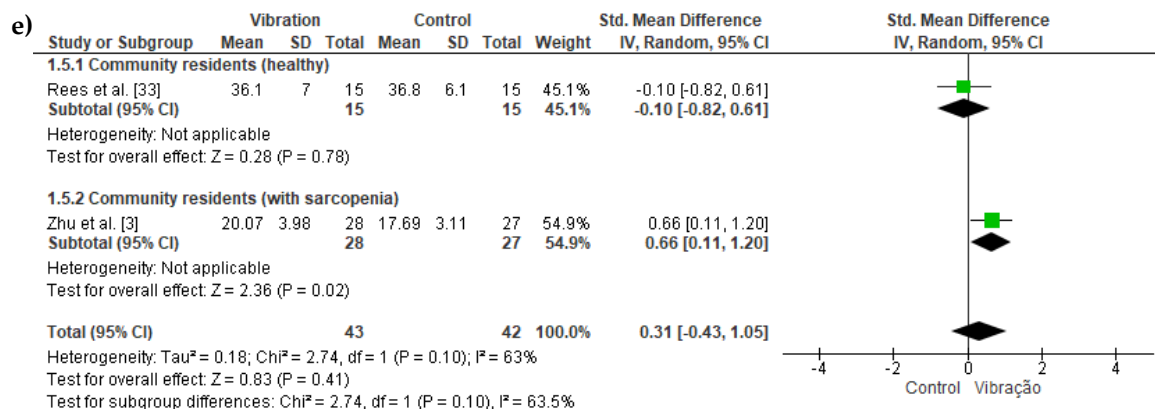 e)
Vibration Control Std. Mean Difference Std. Mean Difference
Study or Subgroup Mean SD Total Mean SD Total Weight IV, Random, 95% CI IV, Random, 95% CI
1.5.1 Community residents (healthy)
Rees et al. [33] 36.1 7 15 36.8 6.1 15 45.1% -0.10 [-0.82, 0.61]
Subtotal (95% CI) 15 15 45.1% -0.10 [-0.82, 0.61]
Heterogeneity: Not applicable
Test for overall effect: Z = 0.28 (P = 0.78)
1.5.2 Community residents (with sarcopenia)
Zhu et al. [3] 20.07 3.98 28 17.69 3.11 27 54.9% 0.66 [0.11, 1.20]
Subtotal (95% CI) 28 27 54.9% 0.66 [0.11, 1.20]
Heterogeneity: Not applicable
Test for overall effect: Z = 2.36 (P = 0.02)
Total (95% CI) 43 42 100.0% 0.31 [-0.43, 1.05]
Heterogeneity: Tau² = 0.18; Chi² = 2.74, df = 1 (P = 0.10); I² = 63%
Test for overall effect: Z = 0.83 (P = 0.41)
Test for subgroup differences: Chi² = 2.74, df = 1 (P = 0.10), I² = 63.5%
-4 -2 0 2 4
Control Vibração